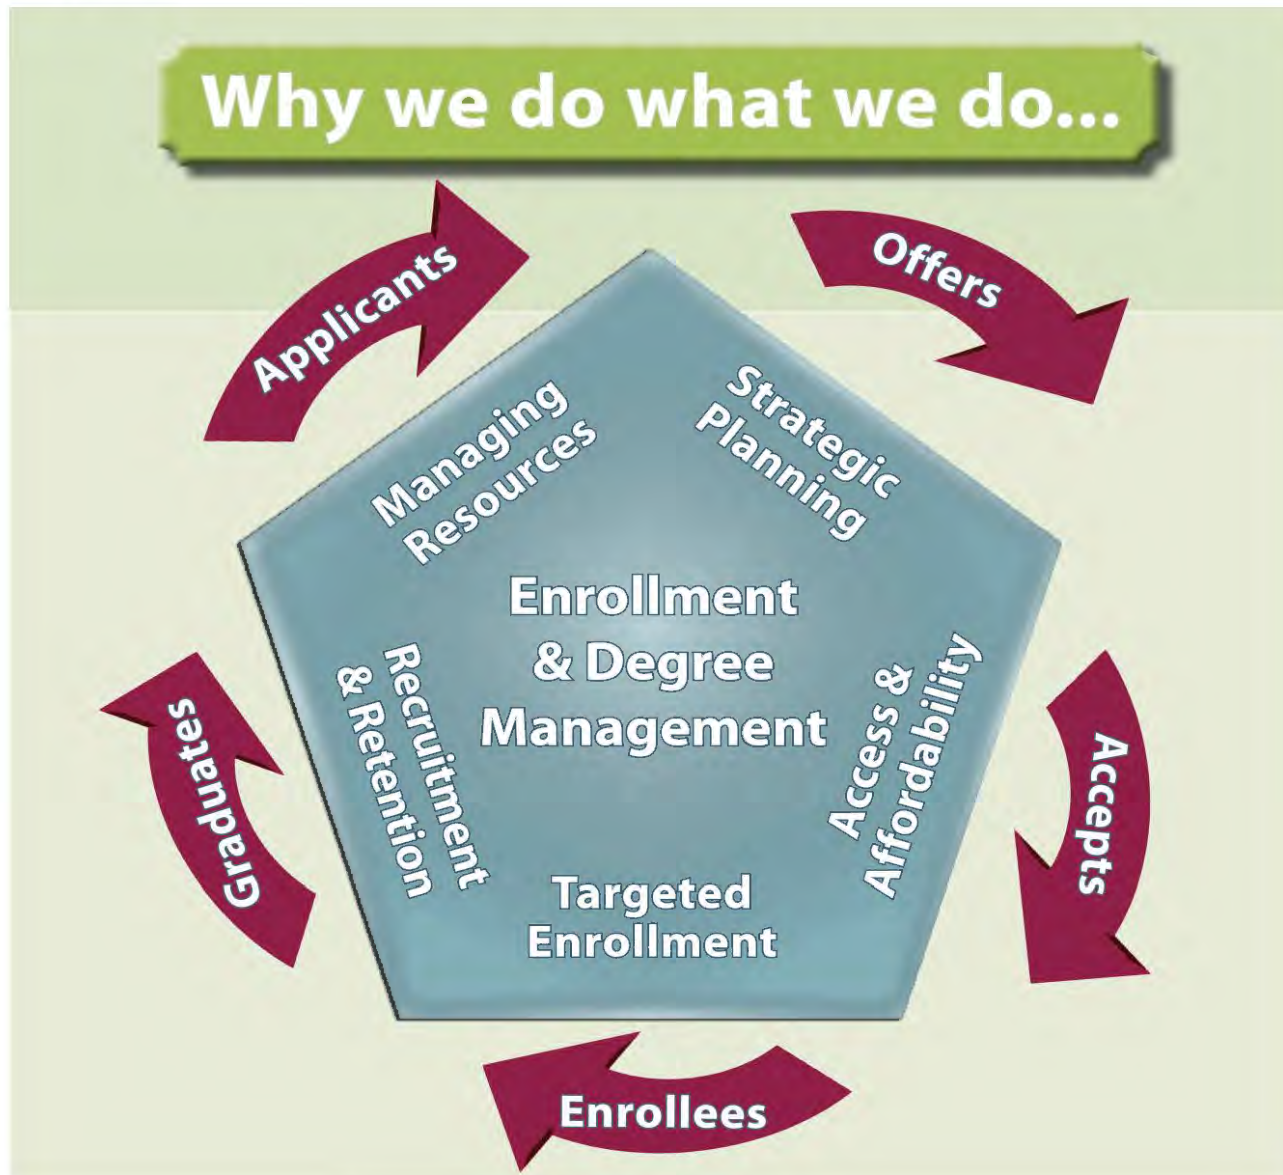 Why we do what we do...
Applicants
Offers
Managing
Resources
Strategic
Planning
Enrollment
& Degree
Management
Recruitment
& Retention
Access &
Affordability
Graduates
Accepts
Targeted
Enrollment
Enrollees